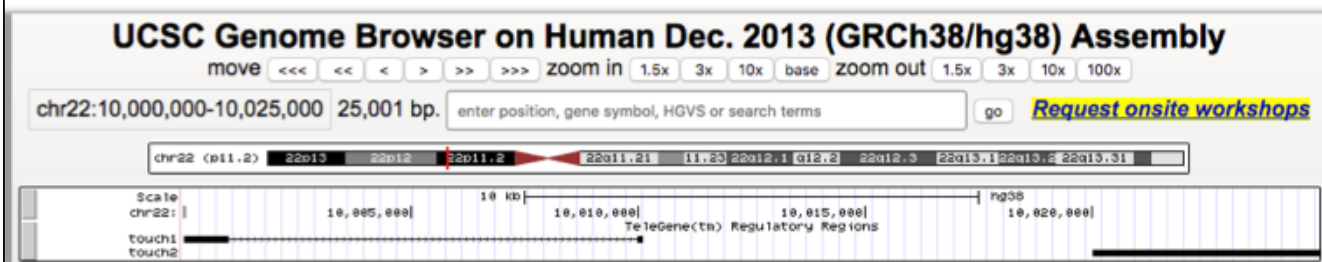 UCSC Genome Browser on Human Dec. 2013 (GRCh38/hg38) Assembly
move <<< << < > >> >>> zoom in 1.5x 3x 10x base zoom out 1.5x 3x 10x 100x
chr22:10,000,000-10,025,000 25,001 bp. enter position, gene symbol, HGVS or search terms go Request onsite workshops
chr22 (p11.2) 22p13 22p12 22p11.2 22q11.21 11.23 22q12.1 q12.2 22q12.3 22q13.1 22q13.2 22q13.31
Scale 10 kb hg38
chr22: 10,005,000 10,010,000 10,015,000 10,020,000
TeleGene(tm) Regulatory Regions
touch1
touch2